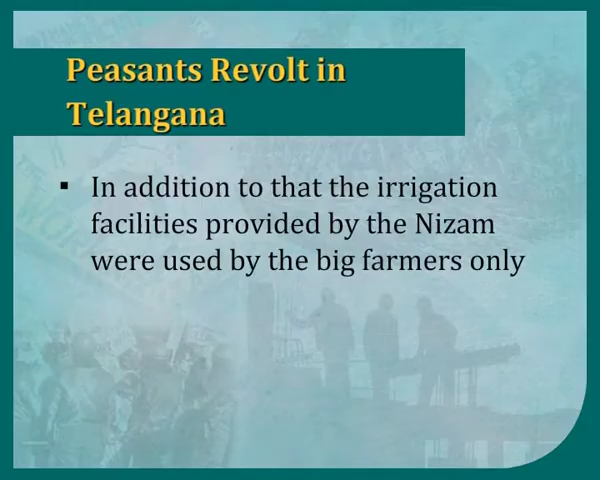 Peasants Revolt in
Telangana
▪ In addition to that the irrigation
facilities provided by the Nizam
were used by the big farmers only